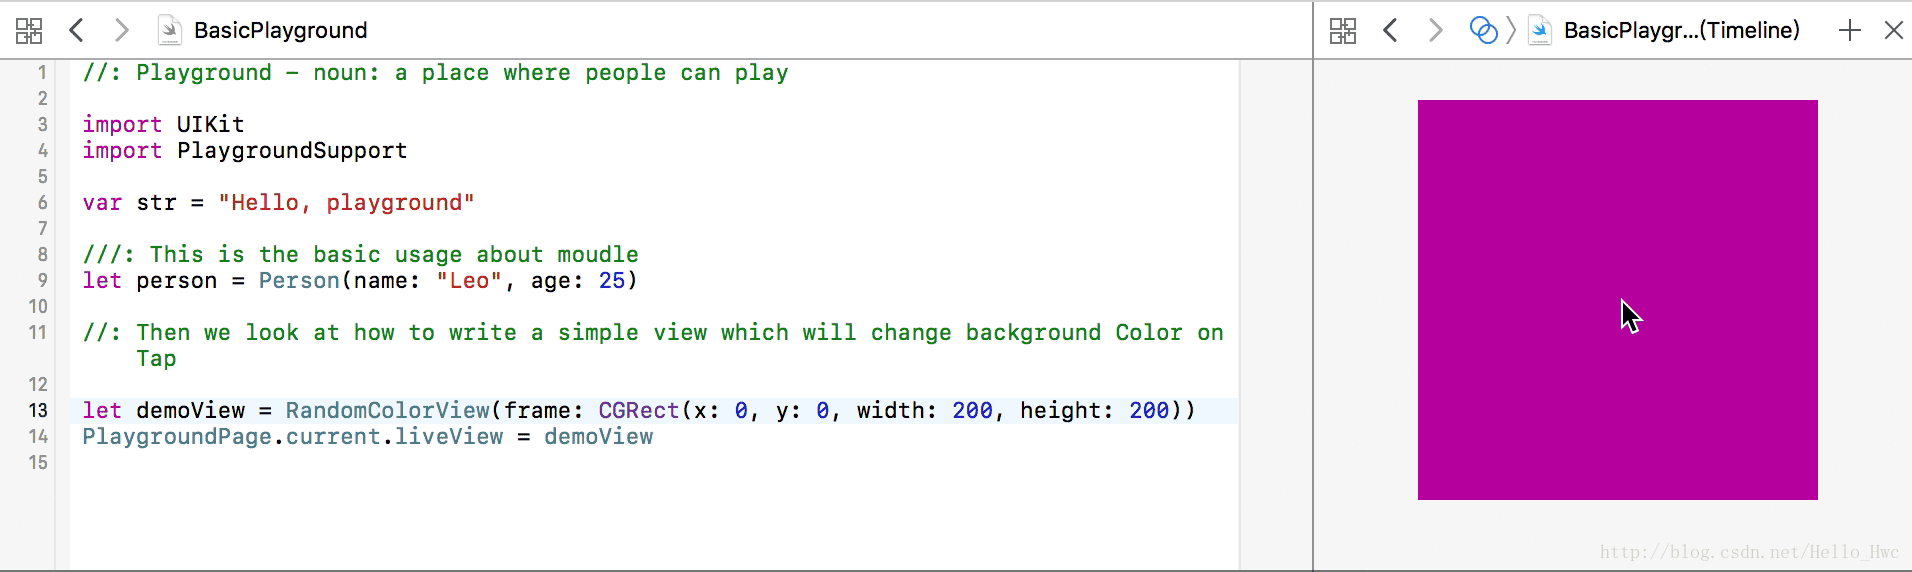 BasicPlayground
BasicPlaygr...(Timeline)
1 //: Playground - noun: a place where people can play
2
3 import UIKit
4 import PlaygroundSupport
5
6 var str = "Hello, playground"
7
8 ///: This is the basic usage about moudle
9 let person = Person(name: "Leo", age: 25)
10
11 //: Then we look at how to write a simple view which will change background Color on
Tap
12
13 let demoView = RandomColorView(frame: CGRect(x: 0, y: 0, width: 200, height: 200))
14 PlaygroundPage.current.liveView = demoView
15
http://blog.csdn.net/Hello_Hwc